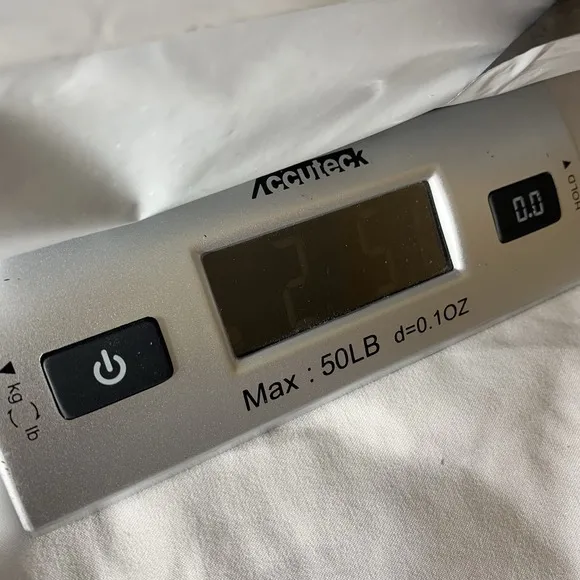 Accuteck
0.0
▲ HOLD
Max : 50LB d=0.1OZ
▲ kg lb